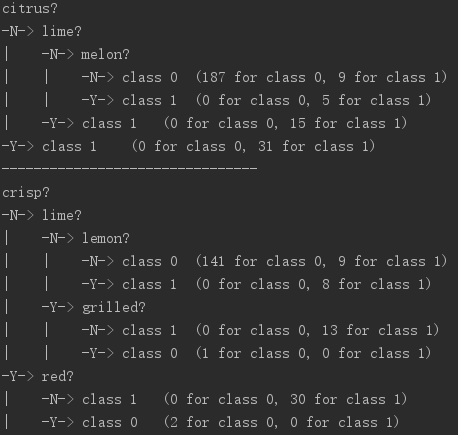 citrus?
-N-> lime?
|    -N-> melon?
|    |    -N-> class 0  (187 for class 0, 9 for class 1)
|    |    -Y-> class 1  (0 for class 0, 5 for class 1)
|    -Y-> class 1   (0 for class 0, 15 for class 1)
-Y-> class 1    (0 for class 0, 31 for class 1)
--------------------------------
crisp?
-N-> lime?
|    -N-> lemon?
|    |    -N-> class 0  (141 for class 0, 9 for class 1)
|    |    -Y-> class 1  (0 for class 0, 8 for class 1)
|    -Y-> grilled?
|    |    -N-> class 1  (0 for class 0, 13 for class 1)
|    |    -Y-> class 0  (1 for class 0, 0 for class 1)
-Y-> red?
|    -N-> class 1   (0 for class 0, 30 for class 1)
|    -Y-> class 0   (2 for class 0, 0 for class 1)